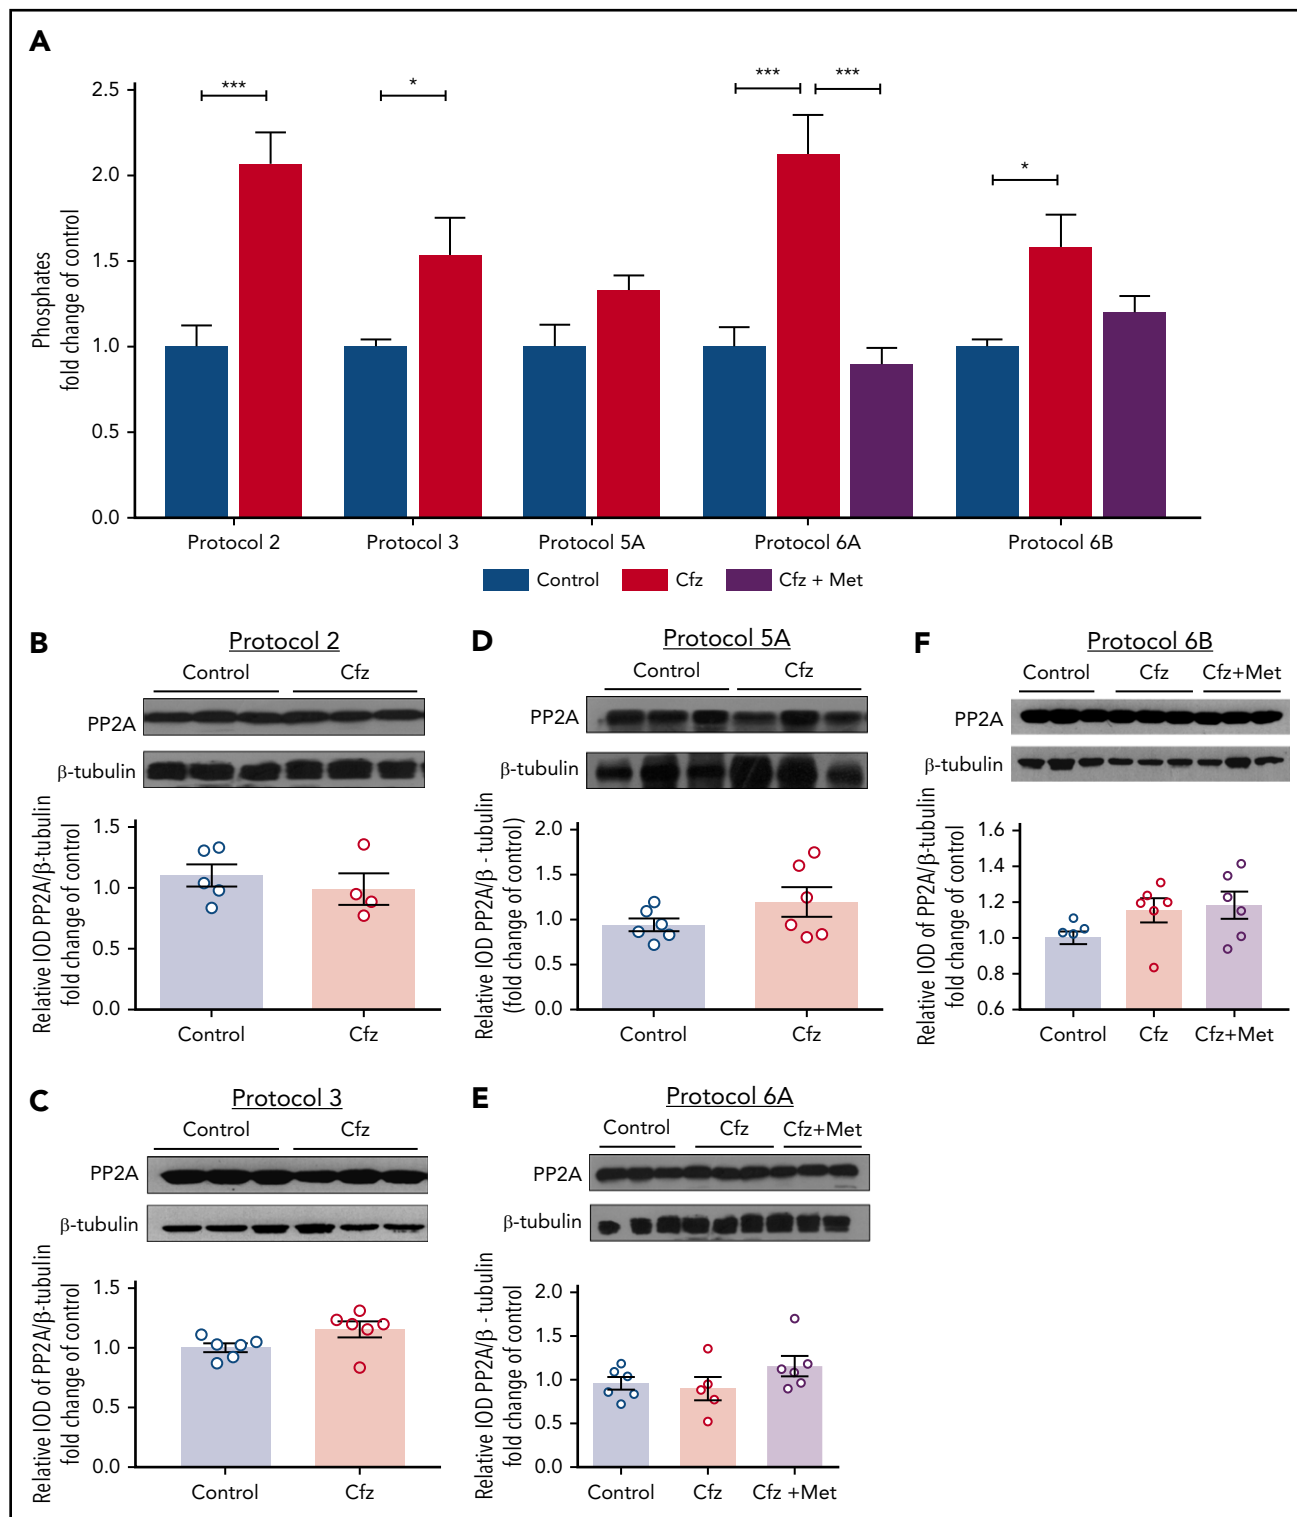 A
Phosphates
fold change of control
2.5
2.0
1.5
1.0
0.5
0.0
***
*
***
***
*
Protocol 2
Protocol 3
Protocol 5A
Protocol 6A
Protocol 6B
Control
Cfz
Cfz + Met
B
Protocol 2
Control
Cfz
PP2A
β-tubulin
Relative IOD PP2A/β-tubulin
fold change of control
1.5
1.0
0.5
0.0
Control
Cfz
C
Protocol 3
Control
Cfz
PP2A
β-tubulin
Relative IOD of PP2A/β-tubulin
fold change of control
1.5
1.0
0.5
0.0
Control
Cfz
D
Protocol 5A
Control
Cfz
PP2A
β-tubulin
Relative IOD PP2A/β - tubulin
(fold change of control)
2.0
1.5
1.0
0.5
0.0
Control
Cfz
E
Protocol 6A
Control
Cfz
Cfz+Met
PP2A
β-tubulin
Relative IOD PP2A/β - tubulin
fold change of control
2.0
1.5
1.0
0.5
0.0
Control
Cfz
Cfz +Met
F
Protocol 6B
Control
Cfz
Cfz+Met
PP2A
β-tubulin
Relative IOD of PP2A/β-tubulin
fold change of control
1.6
1.4
1.2
1.0
0.8
0.6
Control
Cfz
Cfz+Met